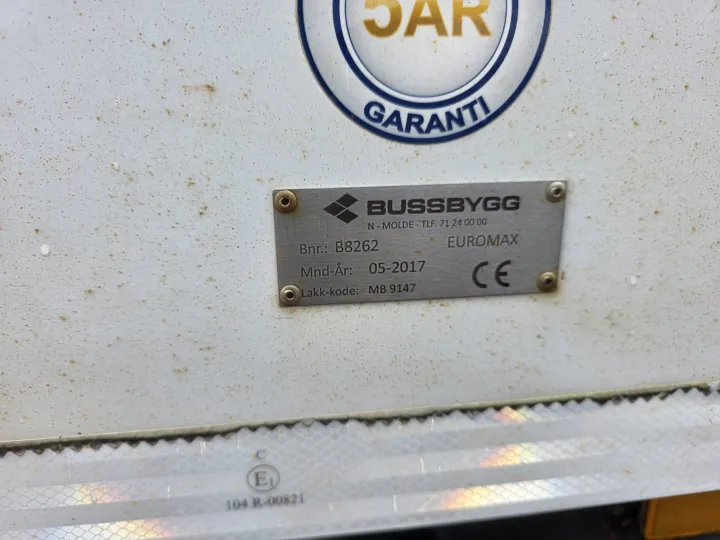 5ÅR
GARANTI
BUSSBYGG
N - MOLDE - TLF. 71 24 00 00
Bnr.: B8262 EUROMAX
Mnd-År: 05-2017
CE
Lakk-kode: MB 9147
C
E1
104 R-00821